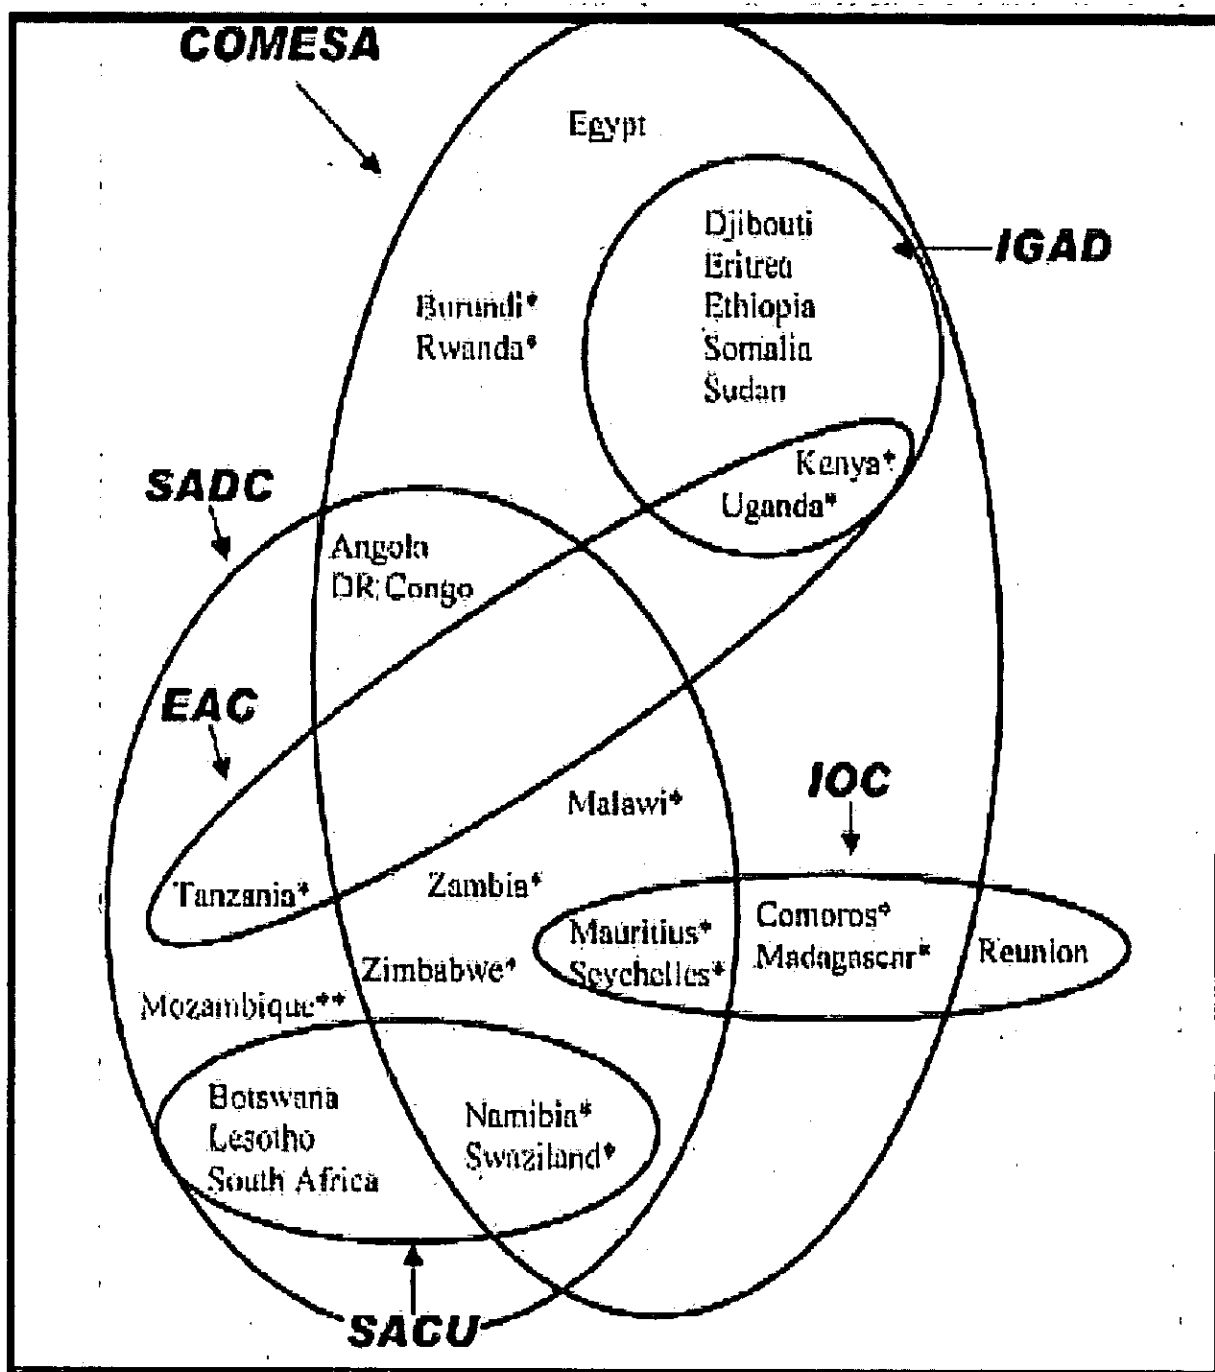 COMESA
Egypt
Djibouti
Eritrea
Ethiopia
Somalia
Sudan
IGAD
Burundi*
Rwanda*
Kenya*
Uganda*
SADC
Angola
DR Congo
EAC
IOC
Malawi*
Tanzania*
Zambia*
Mauritius*
Seychelles*
Comoros*
Madagascar*
Reunion
Zimbabwe*
Mozambique**
Botswana
Lesotho
South Africa
Namibia*
Swaziland*
SACU